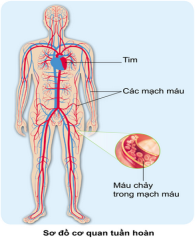 Tim
Các mạch máu
Máu chảy
trong mạch máu
Sơ đồ cơ quan tuần hoàn